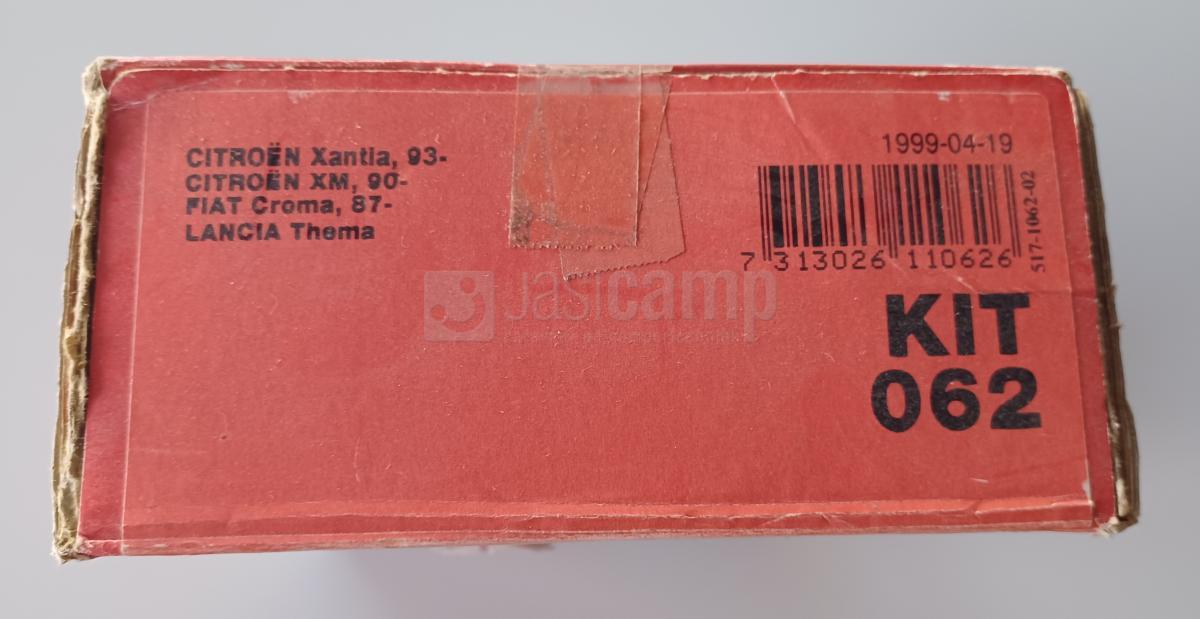 CITROËN Xantia, 93-
CITROËN XM, 90-
FIAT Croma, 87-
LANCIA Thema
1999-04-19
7 313026 110626
517-1062-02
Jasicamp
KIT
062